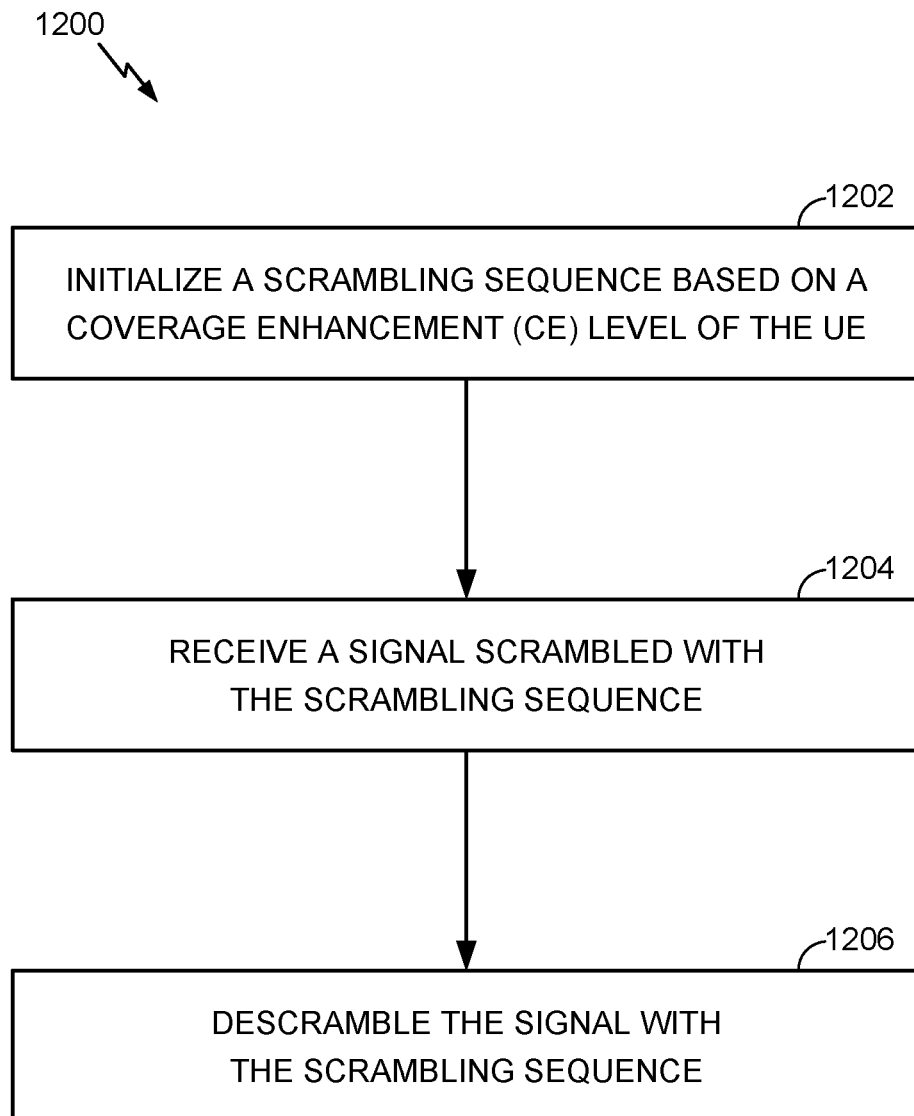 1200
1202
INITIALIZE A SCRAMBLING SEQUENCE BASED ON A
COVERAGE ENHANCEMENT (CE) LEVEL OF THE UE
1204
RECEIVE A SIGNAL SCRAMBLED WITH
THE SCRAMBLING SEQUENCE
1206
DESCRAMBLE THE SIGNAL WITH
THE SCRAMBLING SEQUENCE